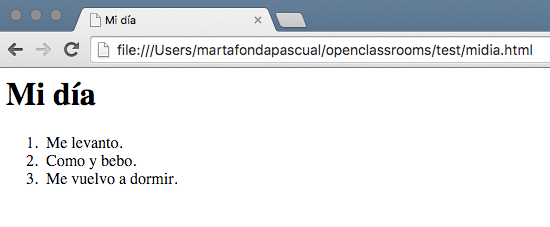 Mi día
file:///Users/martafondapascual/openclassrooms/test/midia.html
Mi día
1. Me levanto.
2. Como y bebo.
3. Me vuelvo a dormir.